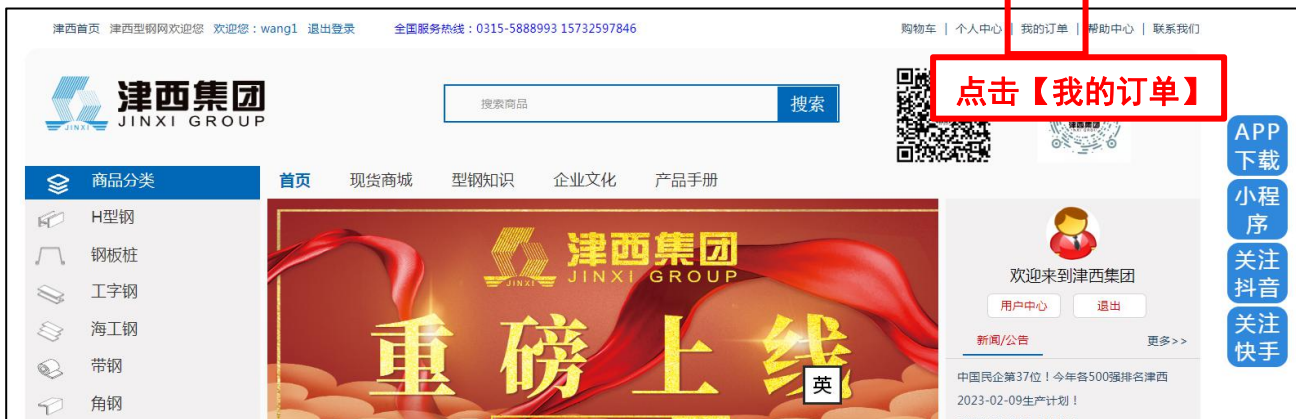 津西首页 津西型钢网欢迎您 欢迎您：wang1 退出登录 全国服务热线：0315-5888993 15732597846 购物车 | 个人中心 | 我的订单 | 帮助中心 | 联系我们
津西集团
JINXI GROUP
JINXI
搜索商品 搜索
点击【我的订单】
津西集团
JINXI GROUP
APP
下载
小程
序
关注
抖音
关注
快手
商品分类 首页 现货商城 型钢知识 企业文化 产品手册
H型钢
钢板桩
工字钢
海工钢
带钢
角钢
津西集团
JINXI GROUP
JINXI
重磅上线
英
欢迎来到津西集团
用户中心 退出
新闻/公告 更多>>
中国民企第37位！今年各500强排名津西
2023-02-09生产计划！